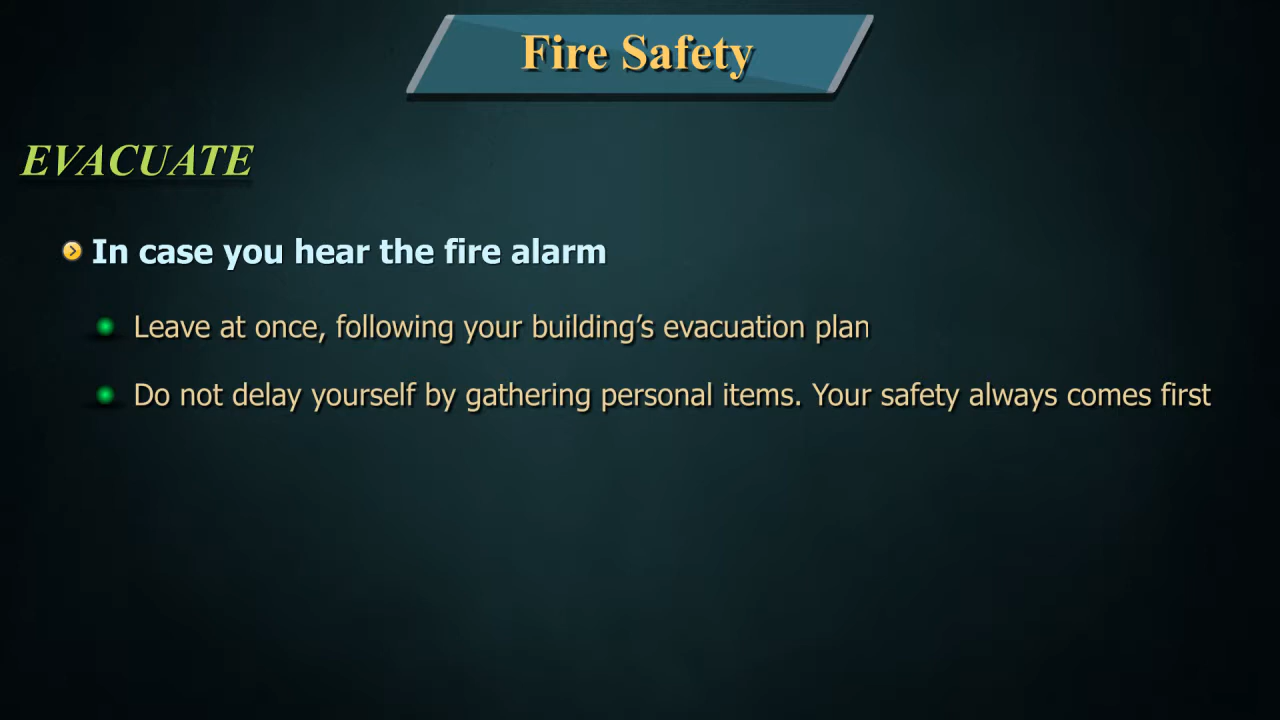 Fire Safety
EVACUATE
In case you hear the fire alarm
Leave at once, following your building’s evacuation plan
Do not delay yourself by gathering personal items. Your safety always comes first